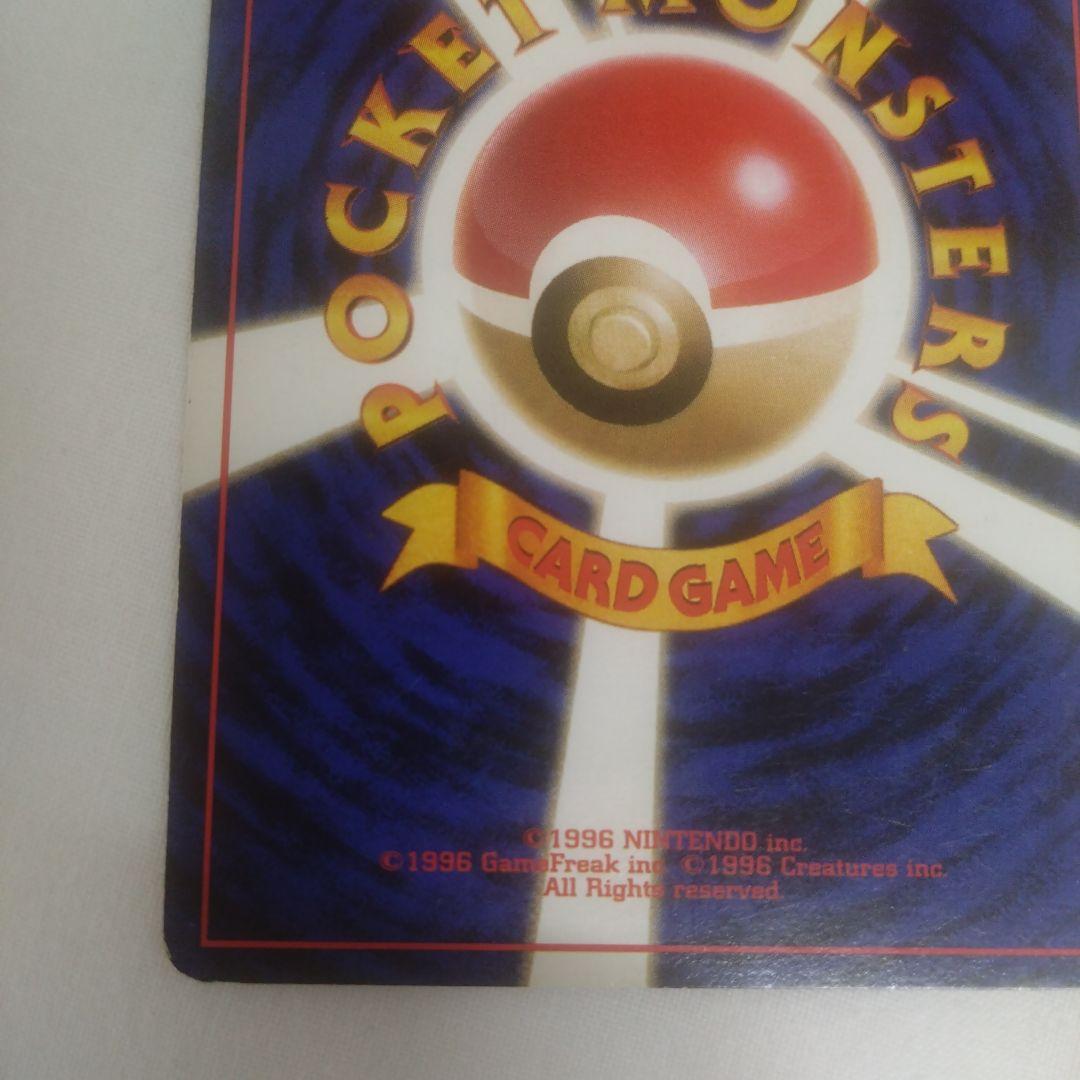 POCKET MONSTERS
CARD GAME
©1996 NINTENDO inc.
©1996 GameFreak inc. ©1996 Creatures inc.
All Rights reserved.